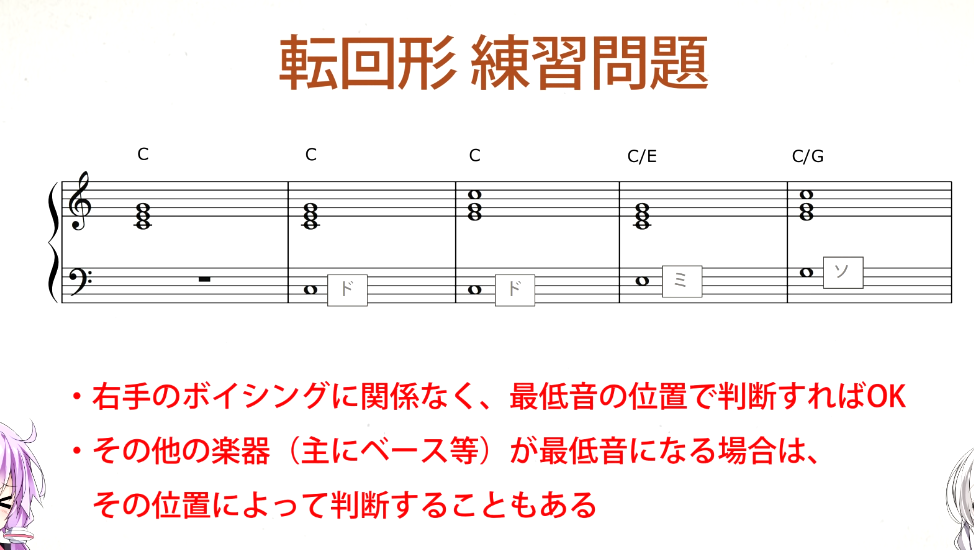 転回形 練習問題
C C C C/E C/G
ド ド ミ ソ
・右手のボイシングに関係なく、最低音の位置で判断すればOK
・その他の楽器（主にベース等）が最低音になる場合は、
その位置によって判断することもある